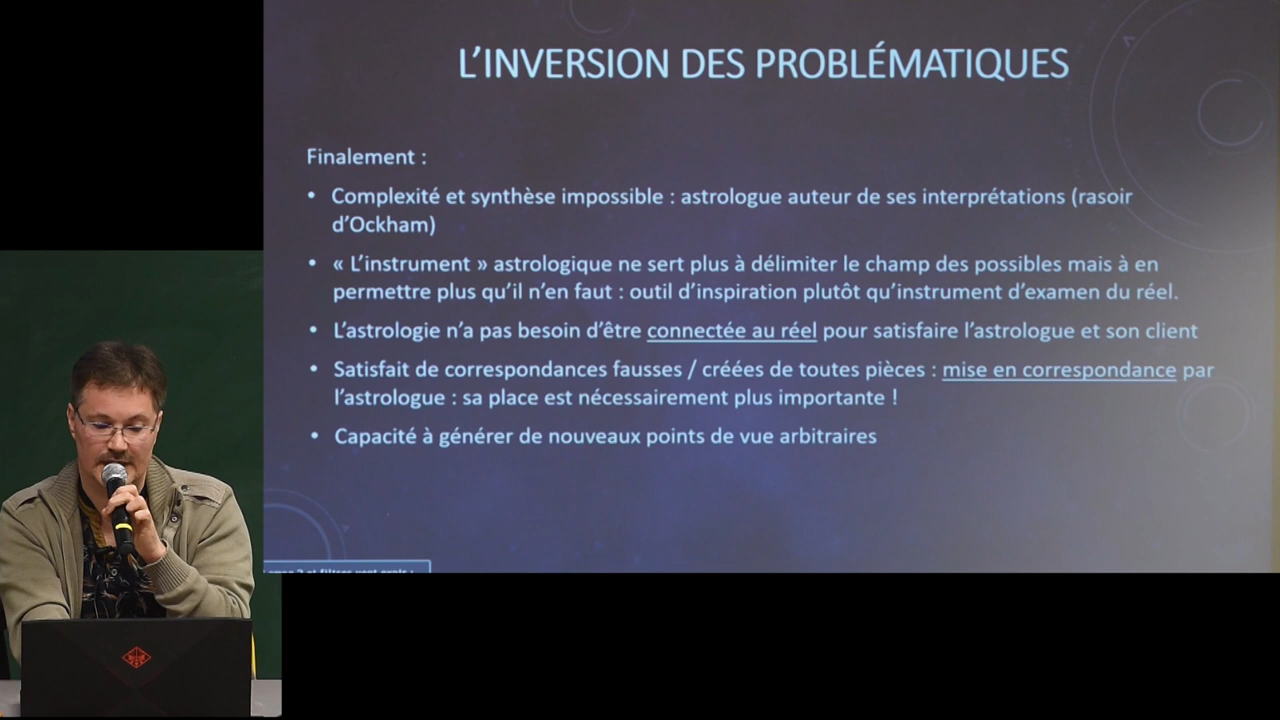 L'INVERSION DES PROBLÉMATIQUES
Finalement :
• Complexité et synthèse impossible : astrologue auteur de ses interprétations (rasoir
d'Ockham)
• « L'instrument » astrologique ne sert plus à délimiter le champ des possibles mais à en
permettre plus qu'il n'en faut : outil d'inspiration plutôt qu'instrument d'examen du réel.
• L'astrologie n'a pas besoin d'être connectée au réel pour satisfaire l'astrologue et son client
• Satisfait de correspondances fausses / créées de toutes pièces : mise en correspondance par
l'astrologue : sa place est nécessairement plus importante !
• Capacité à générer de nouveaux points de vue arbitraires